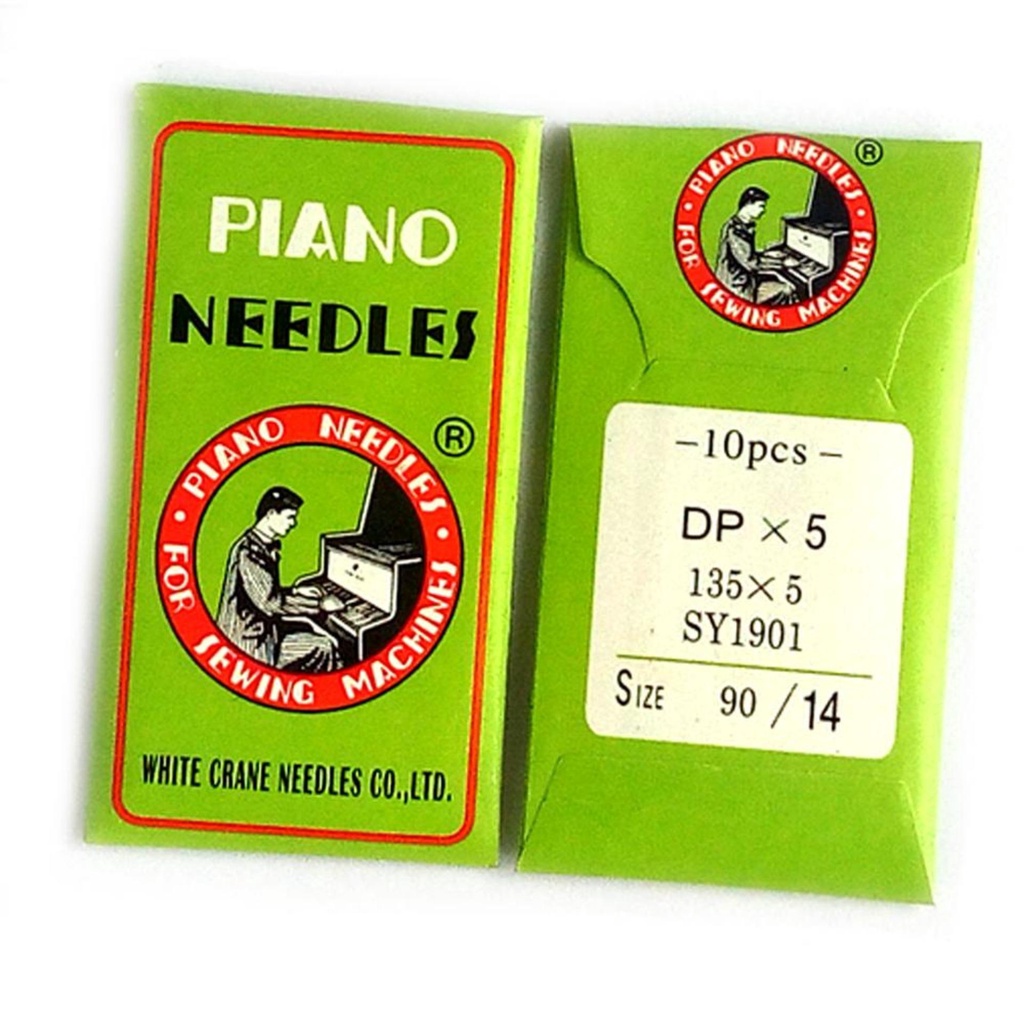 PIANO
NEEDLES
PIANO NEEDLES
®
• FOR SEWING MACHINES •
WHITE CRANE NEEDLES CO.,LTD.
PIANO NEEDLES
®
• FOR SEWING MACHINES •
–10pcs–
DP × 5
135× 5
SY1901
SIZE 90 / 14